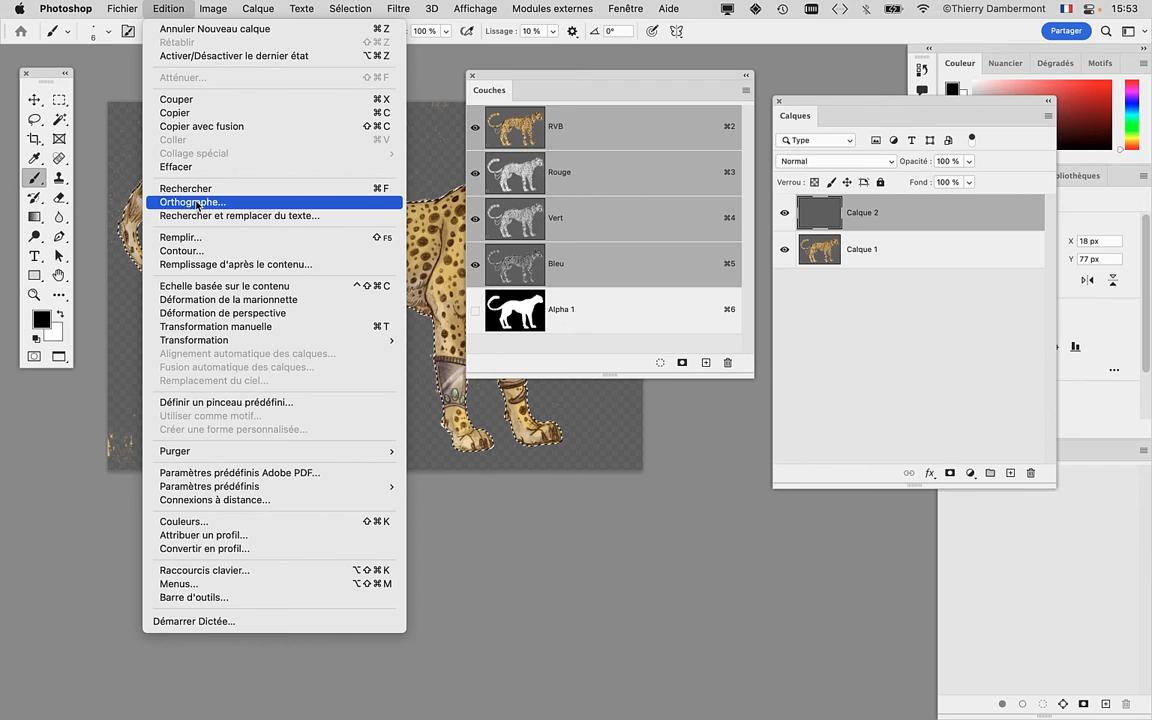 Photoshop Fichier Edition Image Calque Texte Sélection Filtre 3D Affichage Modules externes Fenêtre Aide ©Thierry Dambermont 15:53
6 100 % Lissage : 10 % 0° Partager
Annuler Nouveau calque ⌘Z
Rétablir ⇧⌘Z
Activer/Désactiver le dernier état ⌥⌘Z
Atténuer... ⇧⌘F
Couper ⌘X
Copier ⌘C
Copier avec fusion ⇧⌘C
Coller ⌘V
Collage spécial
Effacer
Rechercher ⌘F
Orthographe...
Rechercher et remplacer du texte...
Remplir... ⇧F5
Contour...
Remplissage d'après le contenu...
Echelle basée sur le contenu ^⇧⌘C
Déformation de la marionnette
Déformation de perspective
Transformation manuelle ⌘T
Transformation
Alignement automatique des calques...
Fusion automatique des calques...
Remplacement du ciel...
Définir un pinceau prédéfini...
Utiliser comme motif...
Créer une forme personnalisée...
Purger
Paramètres prédéfinis Adobe PDF...
Paramètres prédéfinis
Connexions à distance...
Couleurs... ⇧⌘K
Attribuer un profil...
Convertir en profil...
Raccourcis clavier... ⌥⇧⌘K
Menus... ⌥⇧⌘M
Barre d'outils...
Démarrer Dictée...
Couches
RVB ⌘2
Rouge ⌘3
Vert ⌘4
Bleu ⌘5
Alpha 1 ⌘6
Calques
Type
Normal Opacité : 100 %
Verrou : Fond : 100 %
Calque 2
Calque 1
fx
Couleur Nuancier Dégradés Motifs
bliothèques
X 18 px
Y 77 px